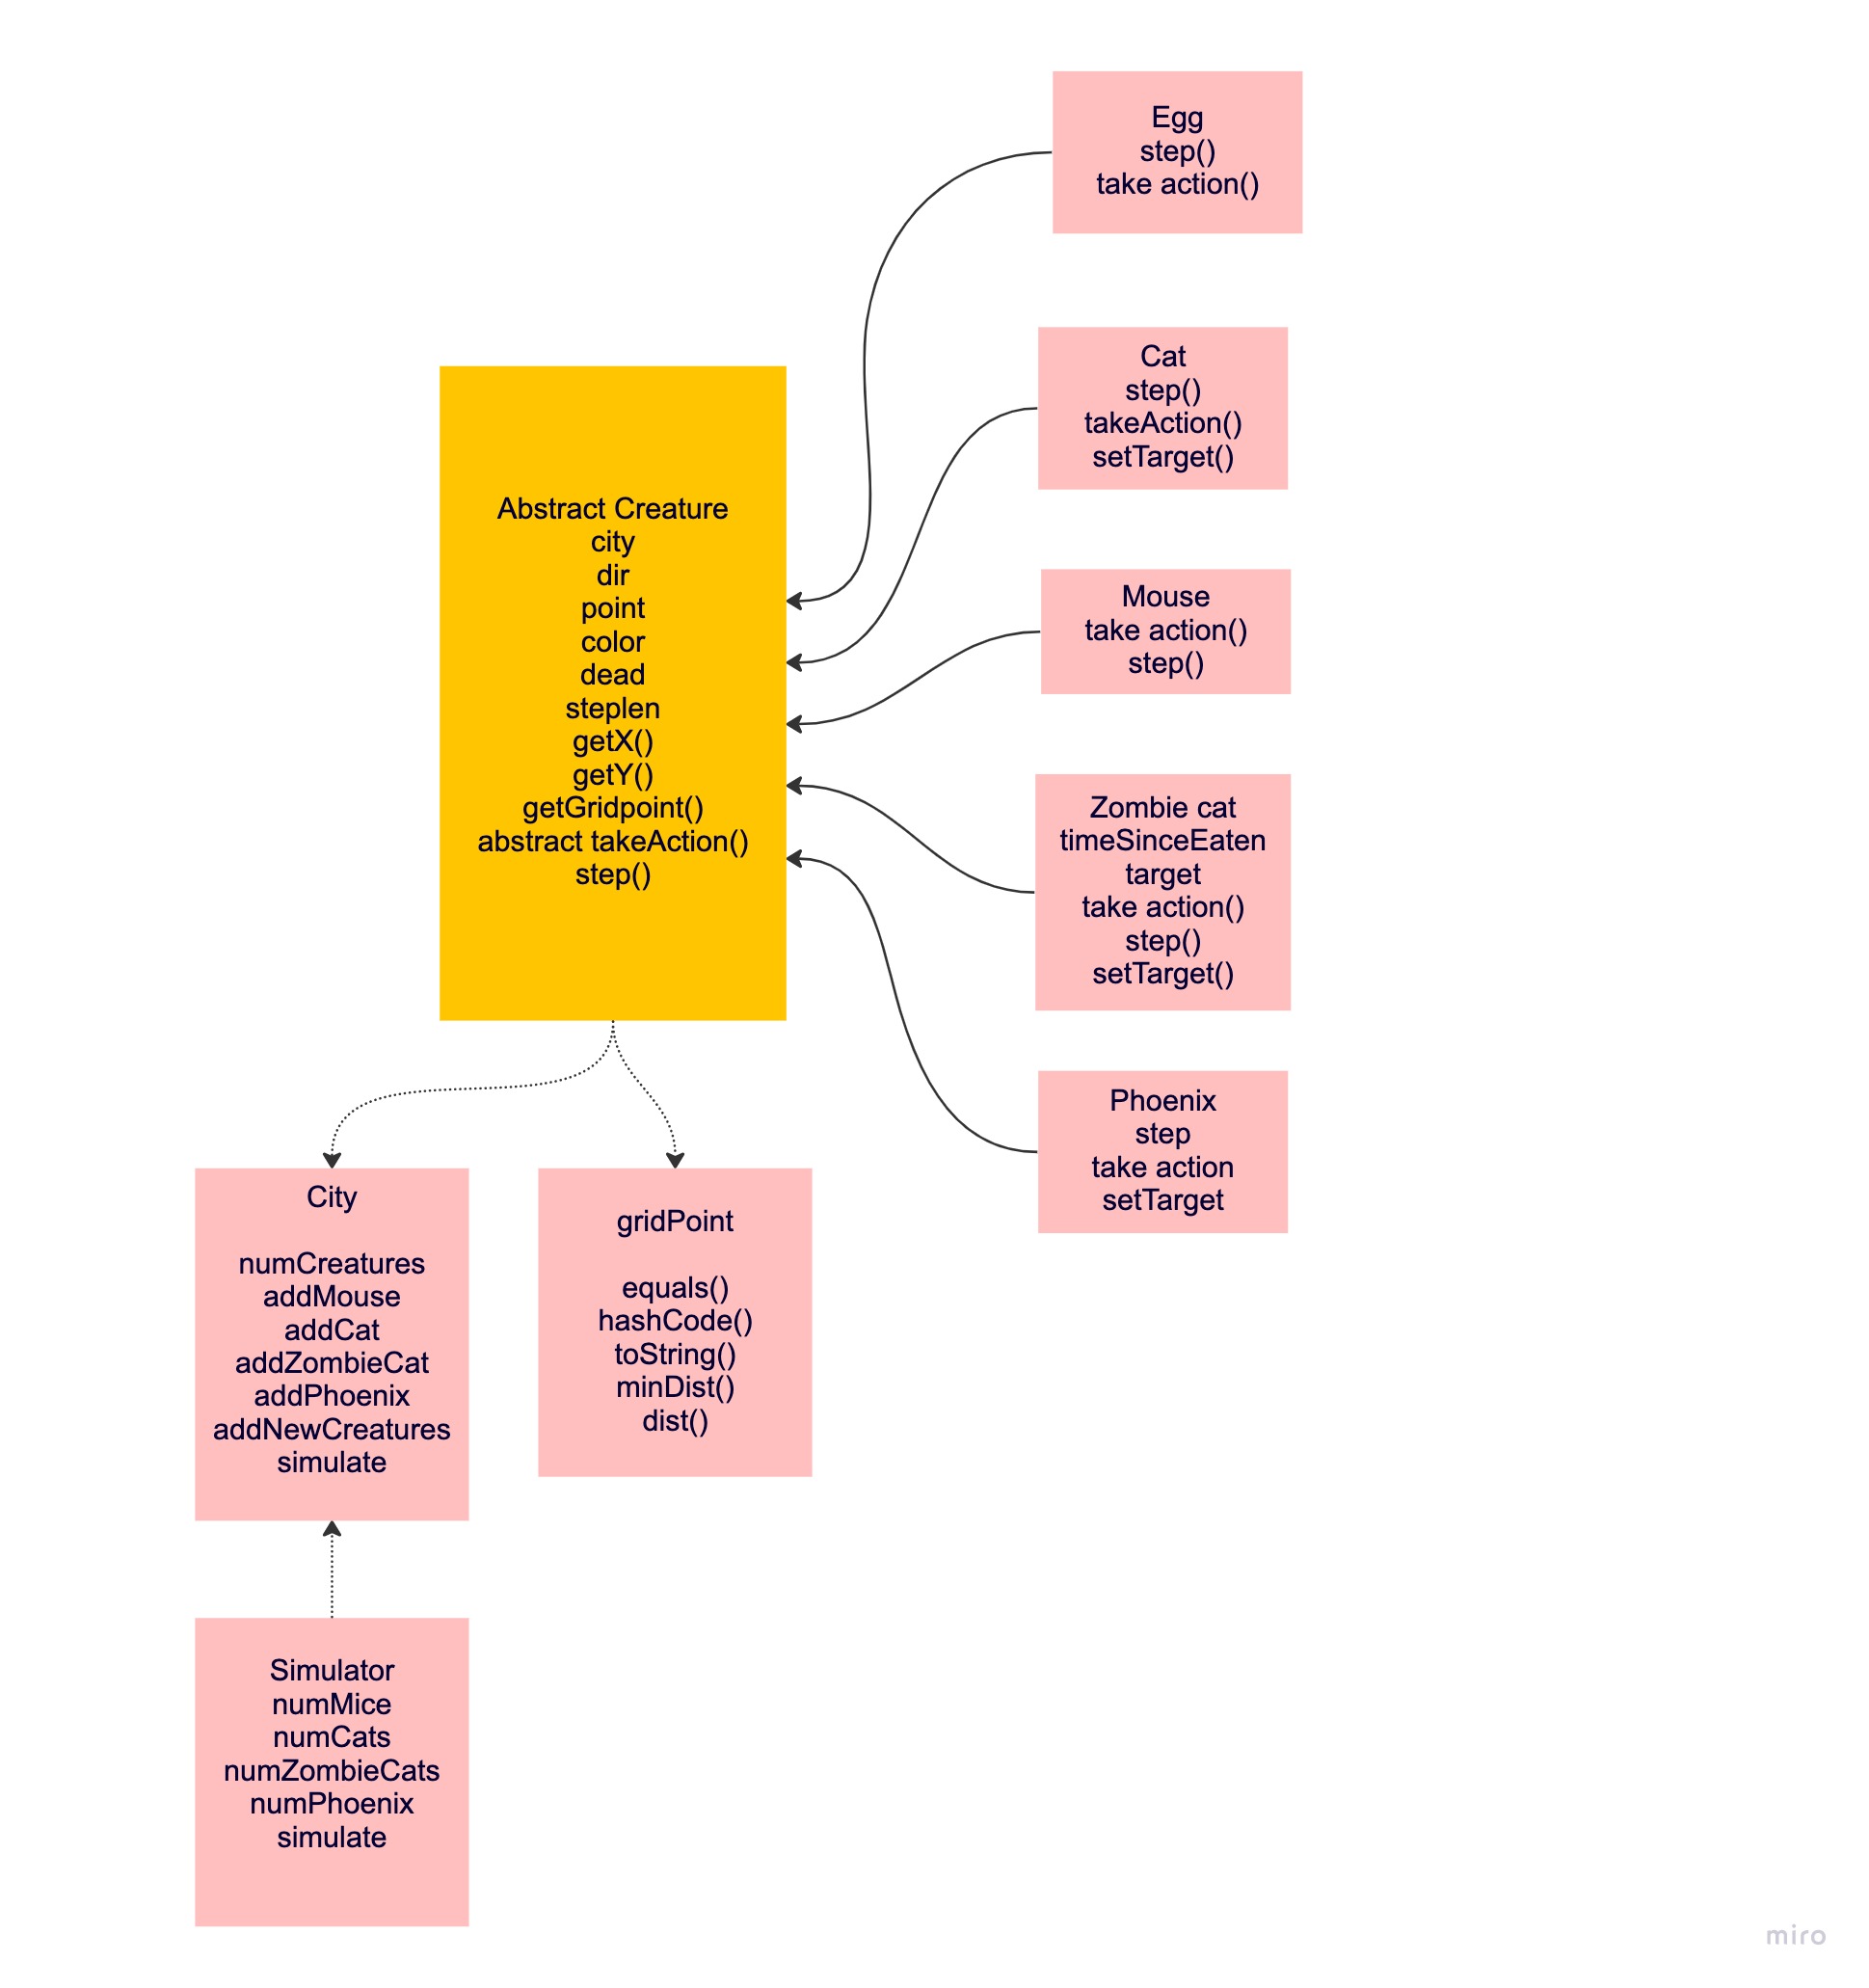 Egg
step()
take action()
Cat
step()
takeAction()
setTarget()
Abstract Creature
city
dir
point
color
dead
steplen
getX()
getY()
getGridpoint()
abstract takeAction()
step()
Mouse
take action()
step()
Zombie cat
timeSinceEaten
target
take action()
step()
setTarget()
Phoenix
step
take action
setTarget
City
numCreatures
addMouse
addCat
addZombieCat
addPhoenix
addNewCreatures
simulate
gridPoint
equals()
hashCode()
toString()
minDist()
dist()
Simulator
numMice
numCats
numZombieCats
numPhoenix
simulate
miro